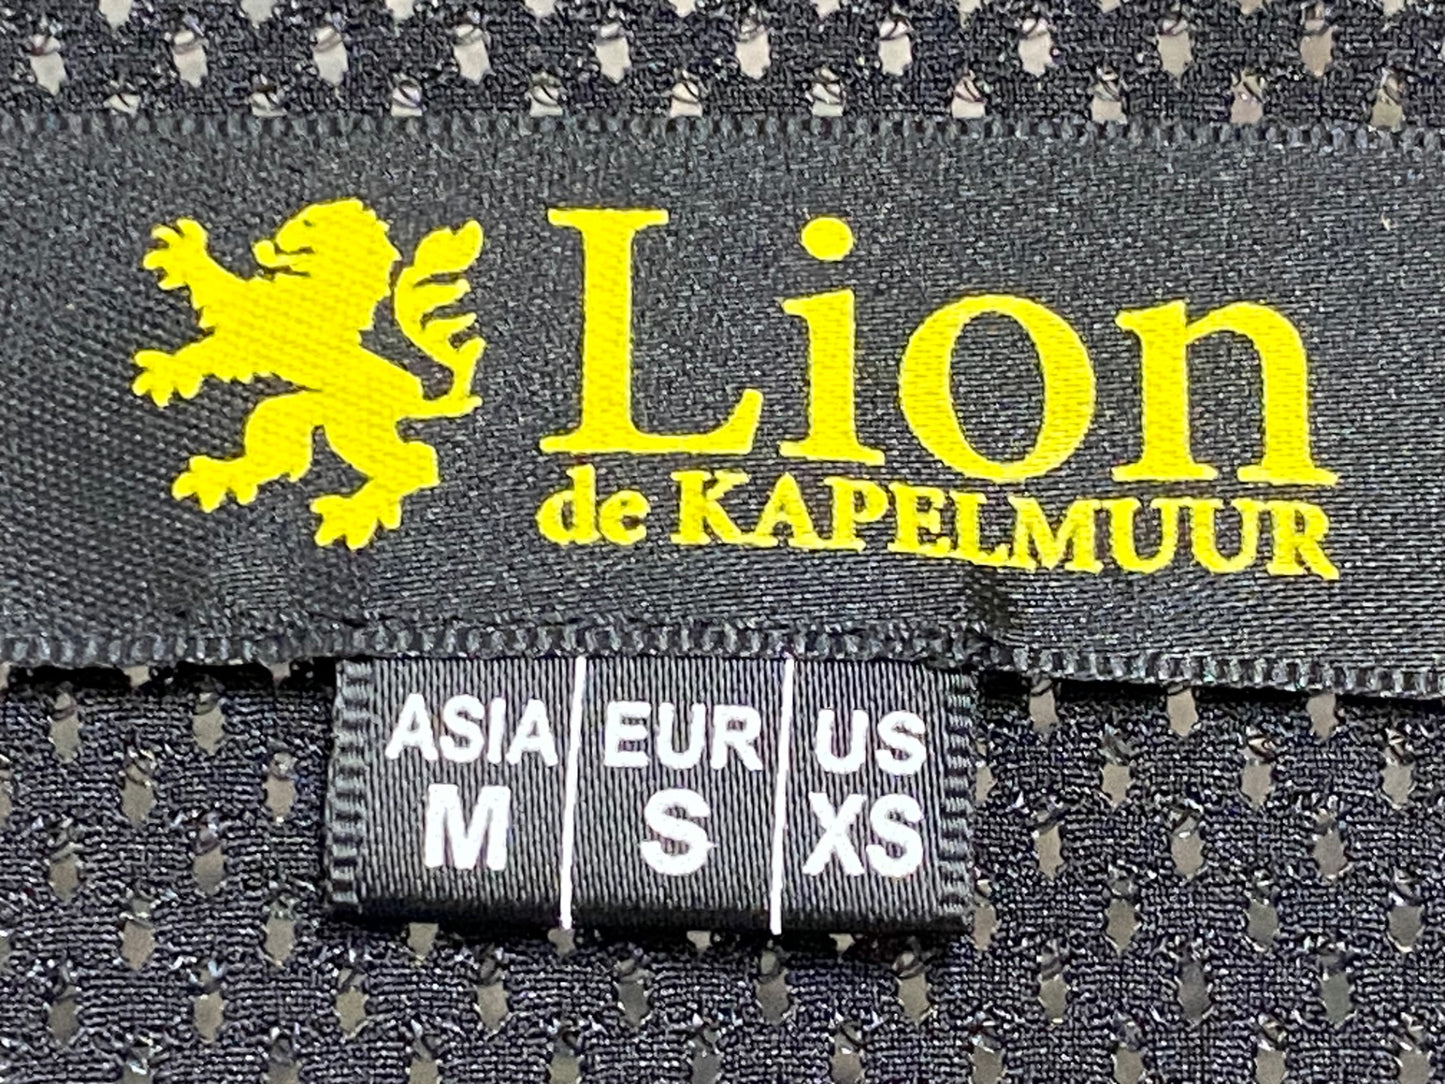 Lion
de KAPELMUUR
ASIA EUR US
M S XS